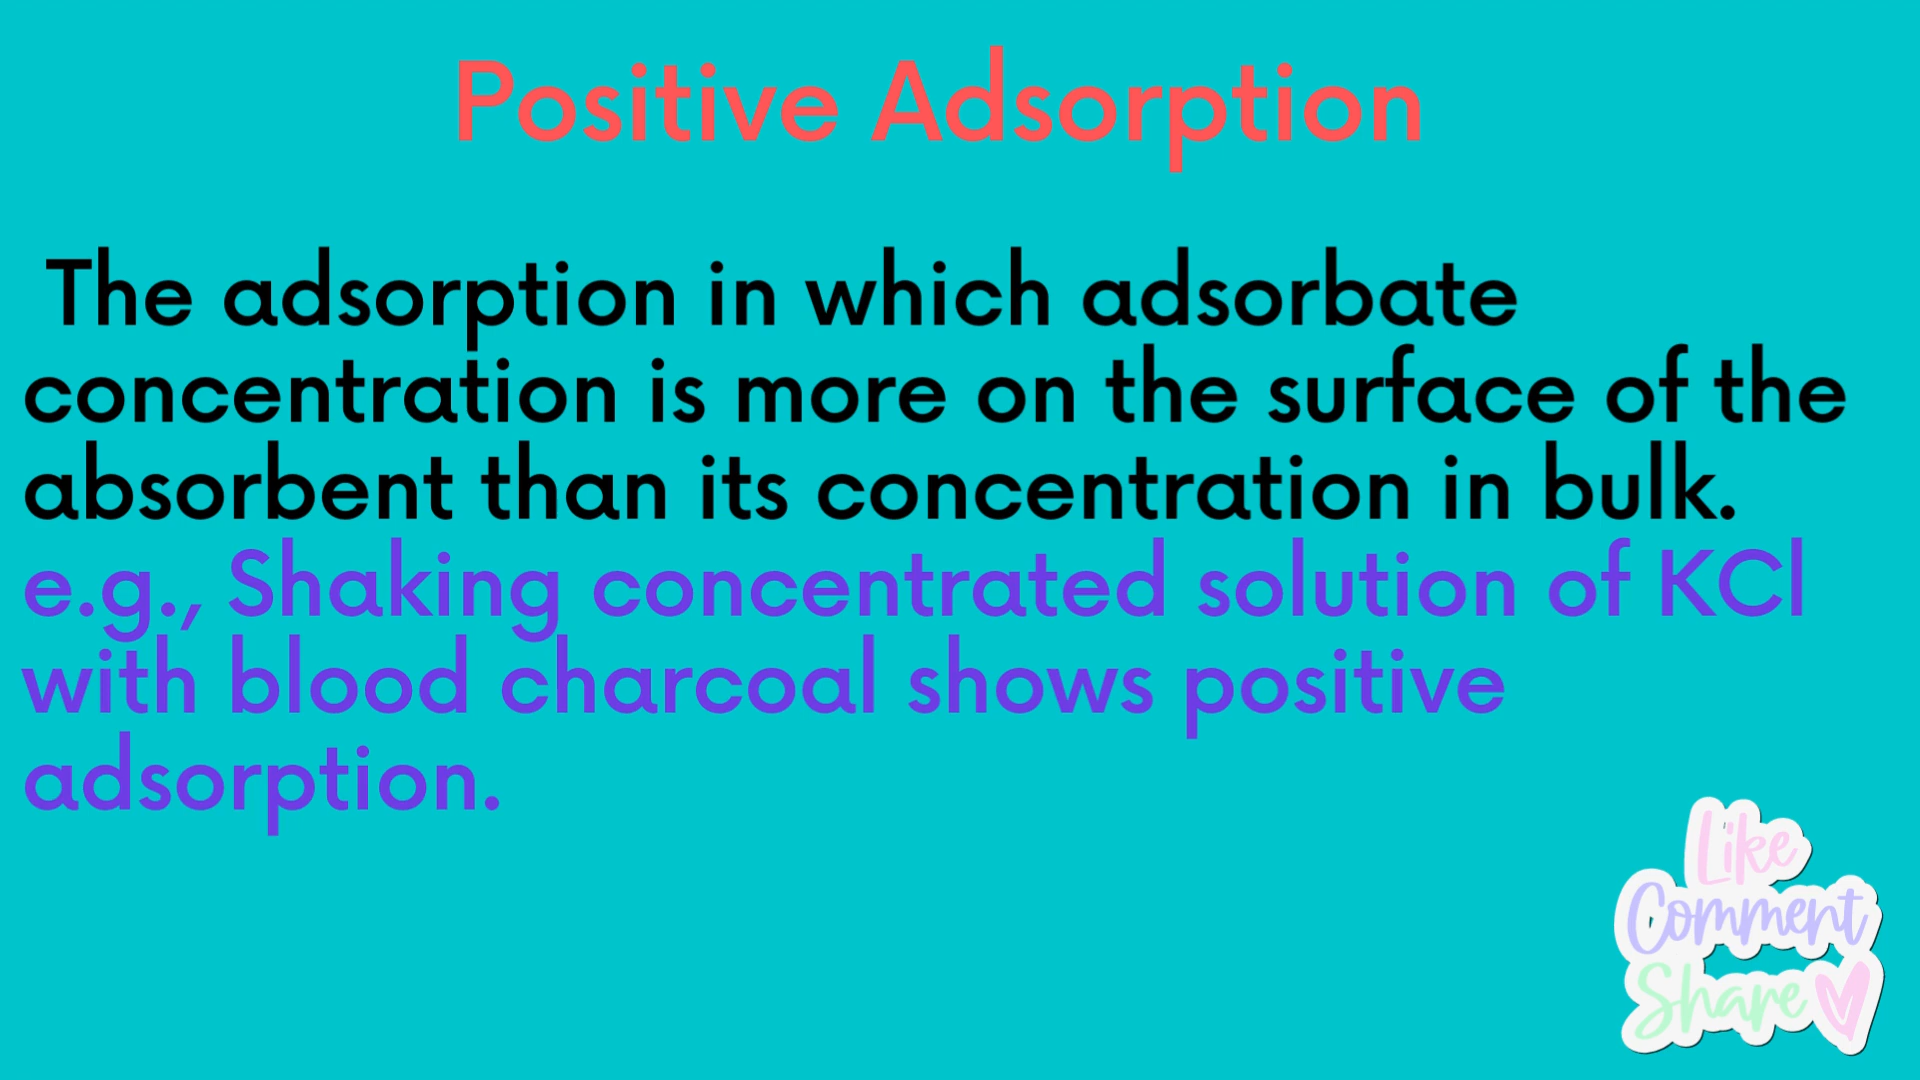 Positive Adsorption
The adsorption in which adsorbate
concentration is more on the surface of the
absorbent than its concentration in bulk.
e.g., Shaking concentrated solution of KCl
with blood charcoal shows positive
adsorption.
Like
Comment
Share